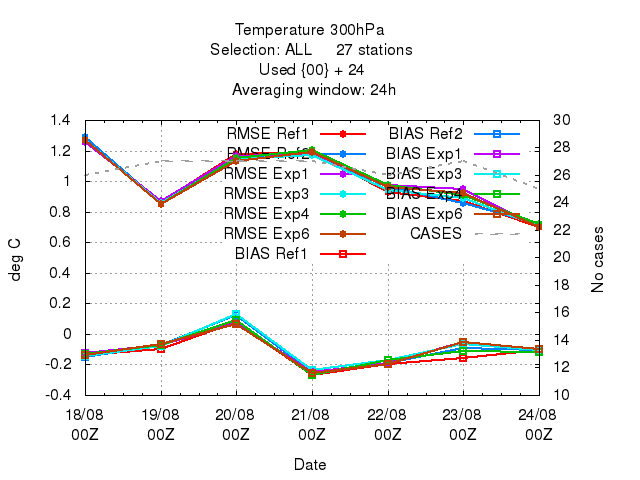 Temperature 300hPa
Selection: ALL 27 stations
Used {00} + 24
Averaging window: 24h
1.4
1.2
1
0.8
0.6
0.4
0.2
0
-0.2
-0.4
deg C
RMSE Ref1
RMSE Ref2
RMSE Exp1
RMSE Exp3
RMSE Exp4
RMSE Exp6
BIAS Ref1
BIAS Ref2
BIAS Exp1
BIAS Exp3
BIAS Exp4
BIAS Exp6
CASES
30
28
26
24
22
20
18
16
14
12
10
No cases
18/08 19/08 20/08 21/08 22/08 23/08 24/08
00Z 00Z 00Z 00Z 00Z 00Z 00Z
Date